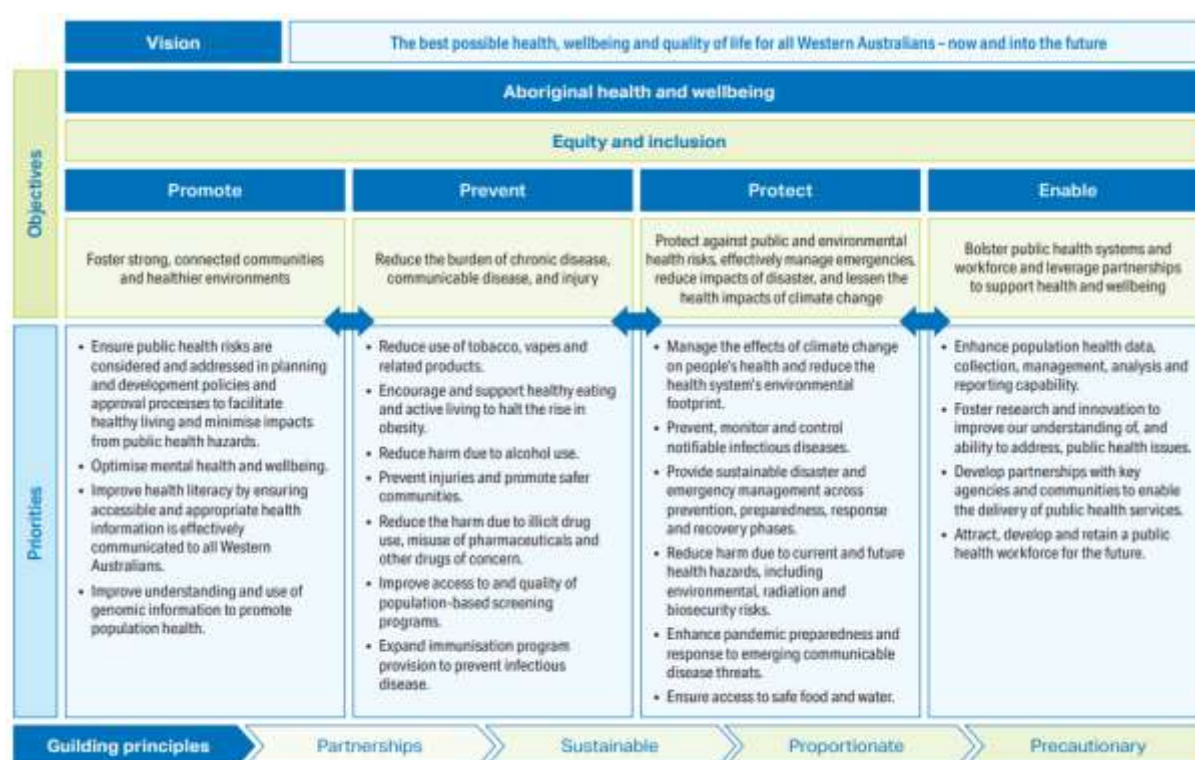 Vision
The best possible health, wellbeing and quality of life for all Western Australians – now and into the future
Objectives
Aboriginal health and wellbeing
Equity and inclusion
Promote
Foster strong, connected communities
and healthier environments
Prevent
Reduce the burden of chronic disease,
communicable disease, and injury
Protect
Protect against public and environmental
health risks, effectively manage emergencies,
reduce impacts of disaster, and lessen the
health impacts of climate change
Enable
Bolster public health systems and
workforce and leverage partnerships
to support health and wellbeing
Priorities
• Ensure public health risks are
considered and addressed in planning
and development policies and
approval processes to facilitate
healthy living and minimise impacts
from public health hazards.
• Optimise mental health and wellbeing.
• Improve health literacy by ensuring
accessible and appropriate health
information is effectively
communicated to all Western
Australians.
• Improve understanding and use of
genomic information to promote
population health.
• Reduce use of tobacco, vapes and
related products.
• Encourage and support healthy eating
and active living to halt the rise in
obesity.
• Reduce harm due to alcohol use.
• Prevent injuries and promote safer
communities.
• Reduce the harm due to illicit drug
use, misuse of pharmaceuticals and
other drugs of concern.
• Improve access to and quality of
population-based screening
programs.
• Expand immunisation program
provision to prevent infectious
disease.
• Manage the effects of climate change
on people's health and reduce the
health system's environmental
footprint.
• Prevent, monitor and control
notifiable infectious diseases.
• Provide sustainable disaster and
emergency management across
prevention, preparedness, response
and recovery phases.
• Reduce harm due to current and future
health hazards, including
environmental, radiation and
biosecurity risks.
• Enhance pandemic preparedness and
response to emerging communicable
disease threats.
• Ensure access to safe food and water.
• Enhance population health data,
collection, management, analysis and
reporting capability.
• Foster research and innovation to
improve our understanding of, and
ability to address, public health issues.
• Develop partnerships with key
agencies and communities to enable
the delivery of public health services.
• Attract, develop and retain a public
health workforce for the future.
Guilding principles
Partnerships
Sustainable
Proportionate
Precautionary